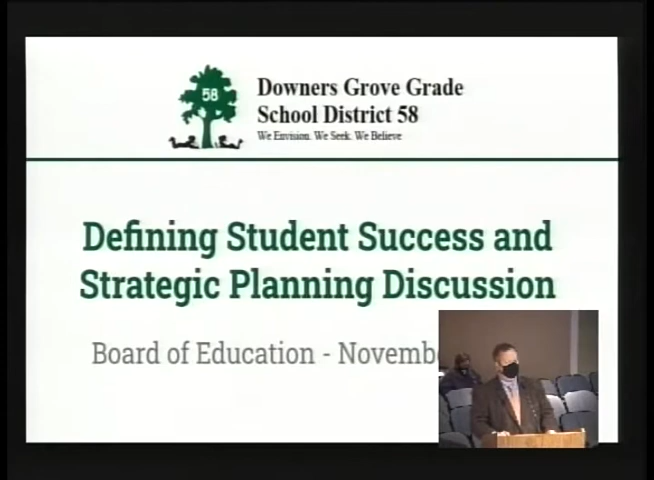 58
Downers Grove Grade
School District 58
We Envision. We Seek. We Believe
Defining Student Success and
Strategic Planning Discussion
Board of Education - Novembe